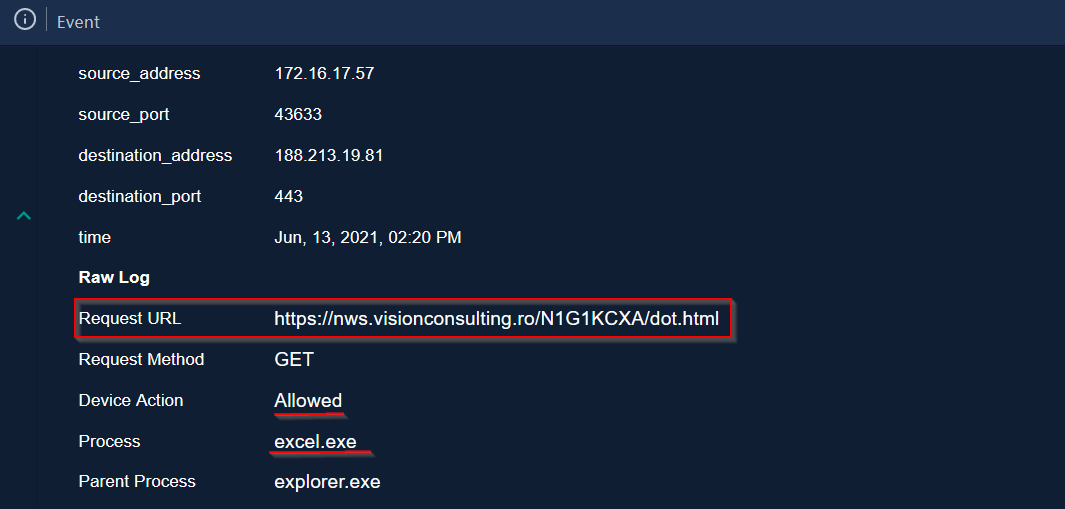 Event
source_address 172.16.17.57
source_port 43633
destination_address 188.213.19.81
destination_port 443
time Jun, 13, 2021, 02:20 PM
Raw Log
Request URL https://nws.visionconsulting.ro/N1G1KCXA/dot.html
Request Method GET
Device Action Allowed
Process excel.exe
Parent Process explorer.exe